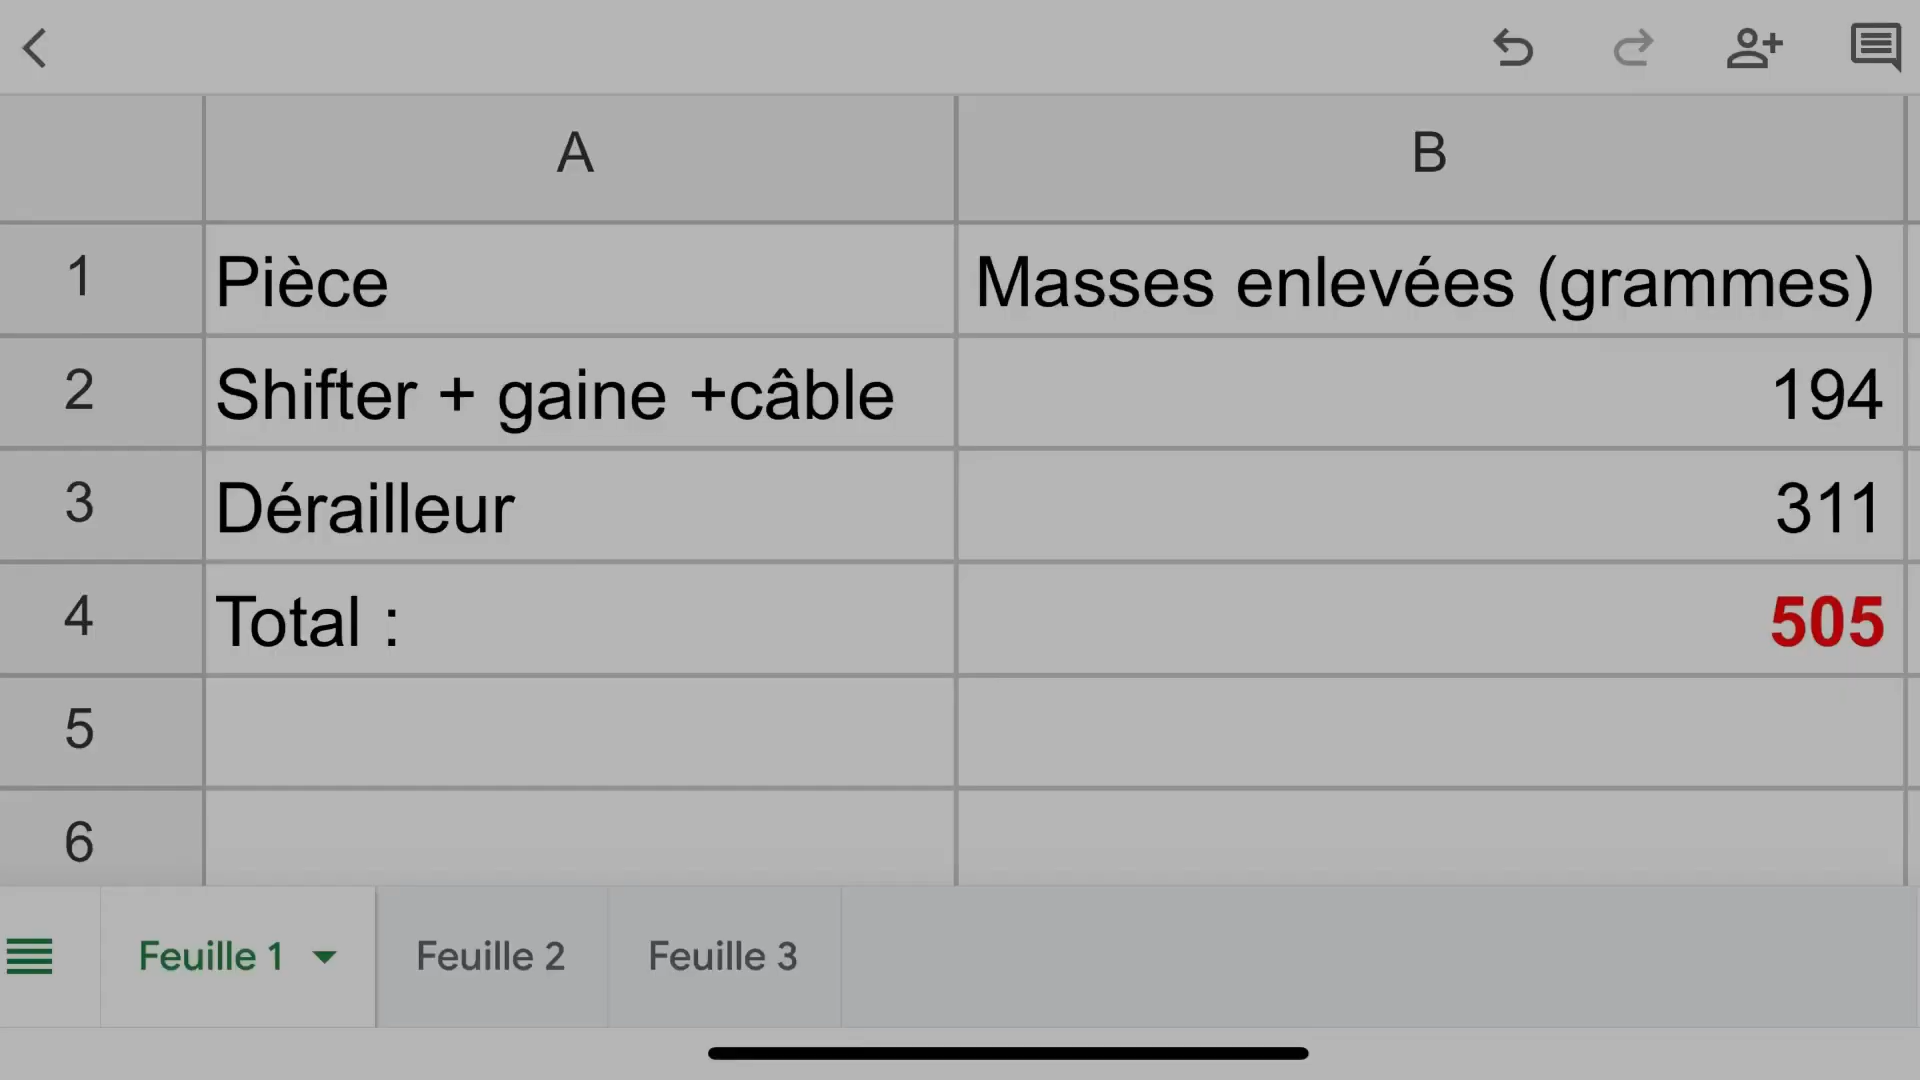 A B
1 Pièce Masses enlevées (grammes)
2 Shifter + gaine +câble 194
3 Dérailleur 311
4 Total : 505
5
6
Feuille 1 Feuille 2 Feuille 3